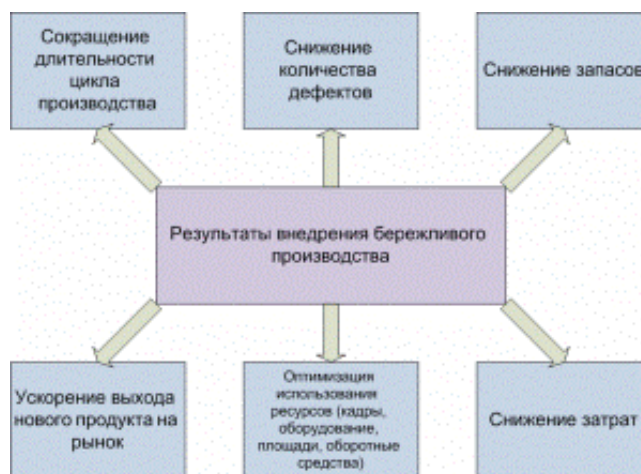 Сокращение
длительности
цикла
производства
Снижение
количества
дефектов
Снижение запасов
Результаты внедрения бережливого
производства
Ускорение выхода
нового продукта на
рынок
Оптимизация
использования
ресурсов (кадры,
оборудование,
площади, оборотные
средства)
Снижение затрат